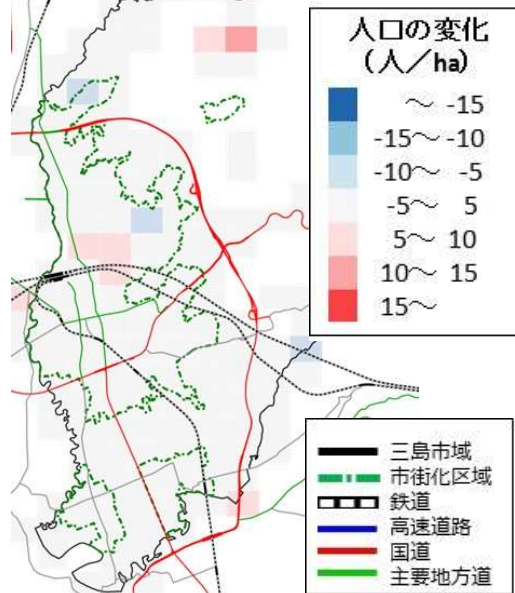 人口の変化
(人／ha)
～ -15
-15～ -10
-10～ -5
-5～ 5
5～ 10
10～ 15
15～
三島市域
市街化区域
鉄道
高速道路
国道
主要地方道